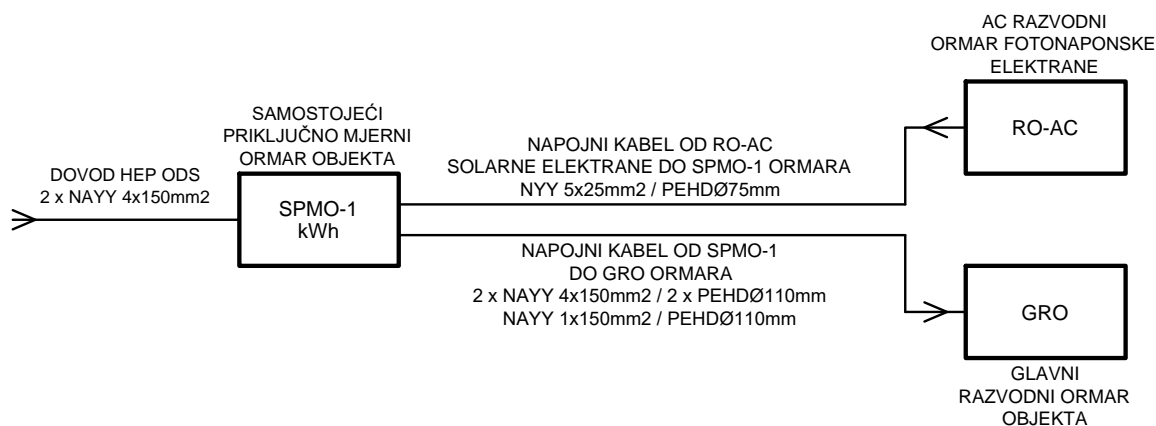 AC RAZVODNI
ORMAR FOTONAPONSKE
ELEKTRANE
RO-AC
SAMOSTOJEĆI
PRIKLJUČNO MJERNI
ORMAR OBJEKTA
DOVOD HEP ODS
2 x NAYY 4x150mm2
SPMO-1
kWh
NAPOJNI KABEL OD RO-AC
SOLARNE ELEKTRANE DO SPMO-1 ORMARA
NYY 5x25mm2 / PEHDØ75mm
NAPOJNI KABEL OD SPMO-1
DO GRO ORMARA
2 x NAYY 4x150mm2 / 2 x PEHDØ110mm
NAYY 1x150mm2 / PEHDØ110mm
GRO
GLAVNI
RAZVODNI ORMAR
OBJEKTA